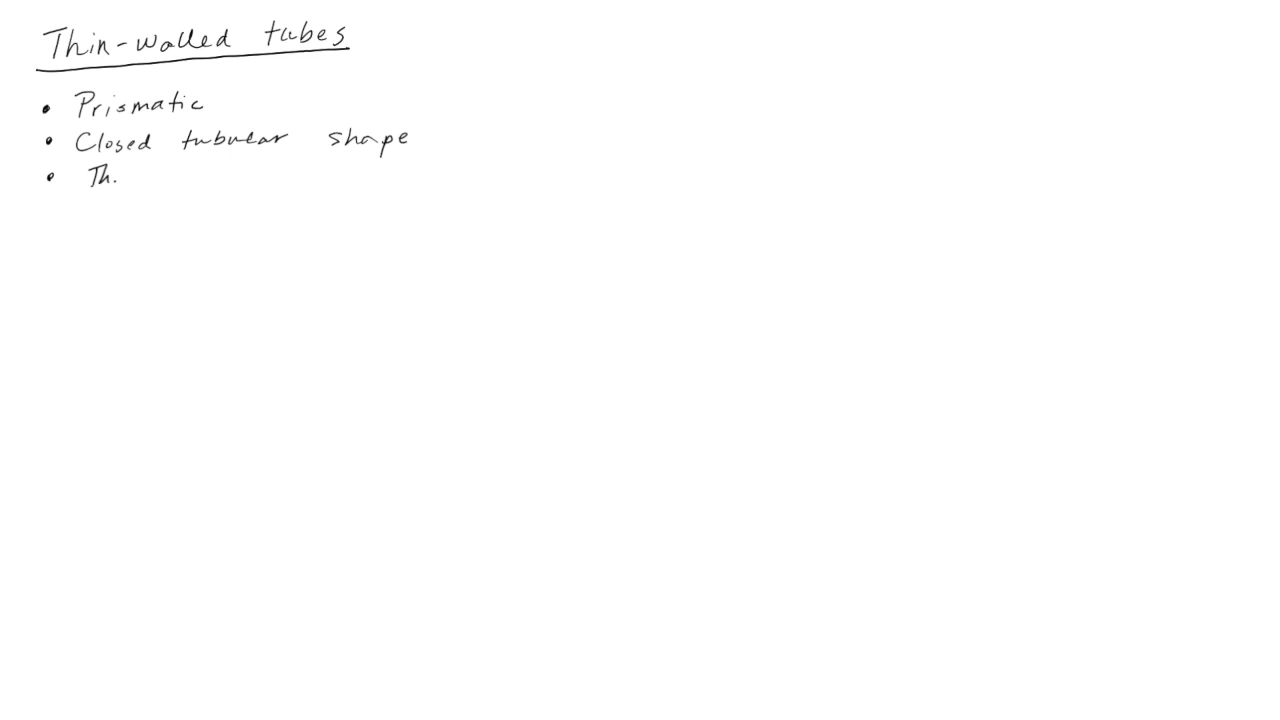 Thin-walled tubes
• Prismatic
• Closed tubular shape
• Th